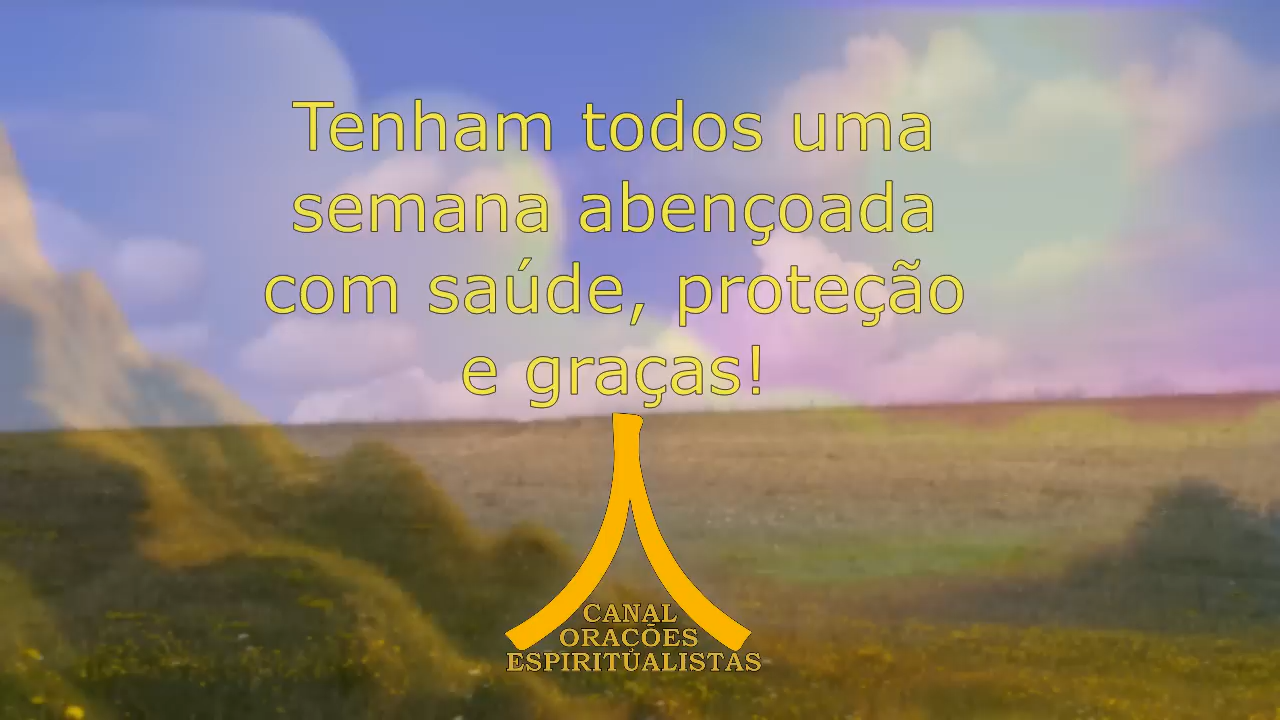 Tenham todos uma
semana abençoada
com saúde, proteção
e graças!
CANAL
ORAÇÕES
ESPIRITUALISTAS